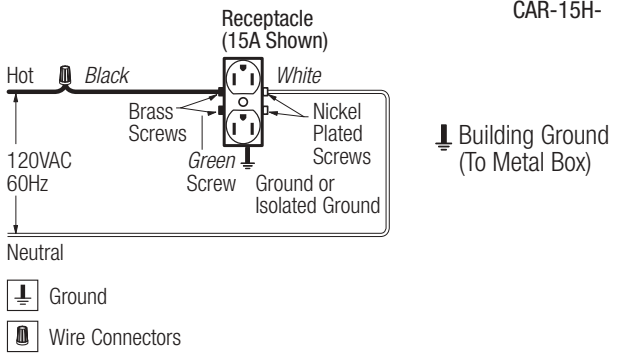 CAR-15H-
Receptacle
(15A Shown)
Hot
Black
White
Brass
Screws
Nickel
Plated
Screws
Green
Screw
Ground or
Isolated Ground
120VAC
60Hz
Neutral
Building Ground
(To Metal Box)
Ground
Wire Connectors